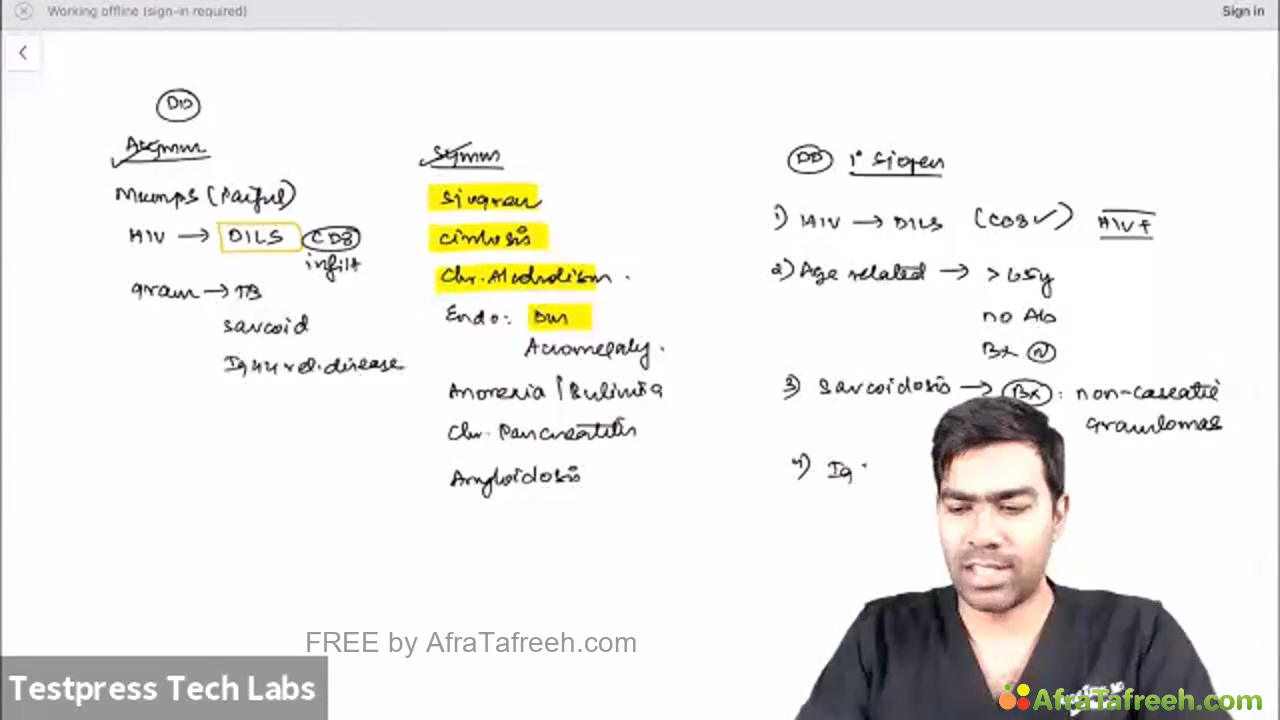 Working offline (sign-in required)
Sign in
DD
Asymm
Mumps (Painful)
HIV → DILS CD8
infilt
gram → TB
Sarcoid
Ig44 rel. disease
Symm
Sjogren
Cirrhosis
Chr. Alcoholism.
Endo: DM
Acromegaly.
Anorexia / Bulimia
Chr. Pancreatitis
Amyloidosis
DD 1° Sjogren
1) HIV → DILS (CD8✓) HIV+
2) Age related → > 65y
no Ab
Bx N
3) Sarcoidosis → Bx : non-caseatic
Granulomas
4) Ig
FREE by AfraTafreeh.com
Testpress Tech Labs
AfraTafreeh.com